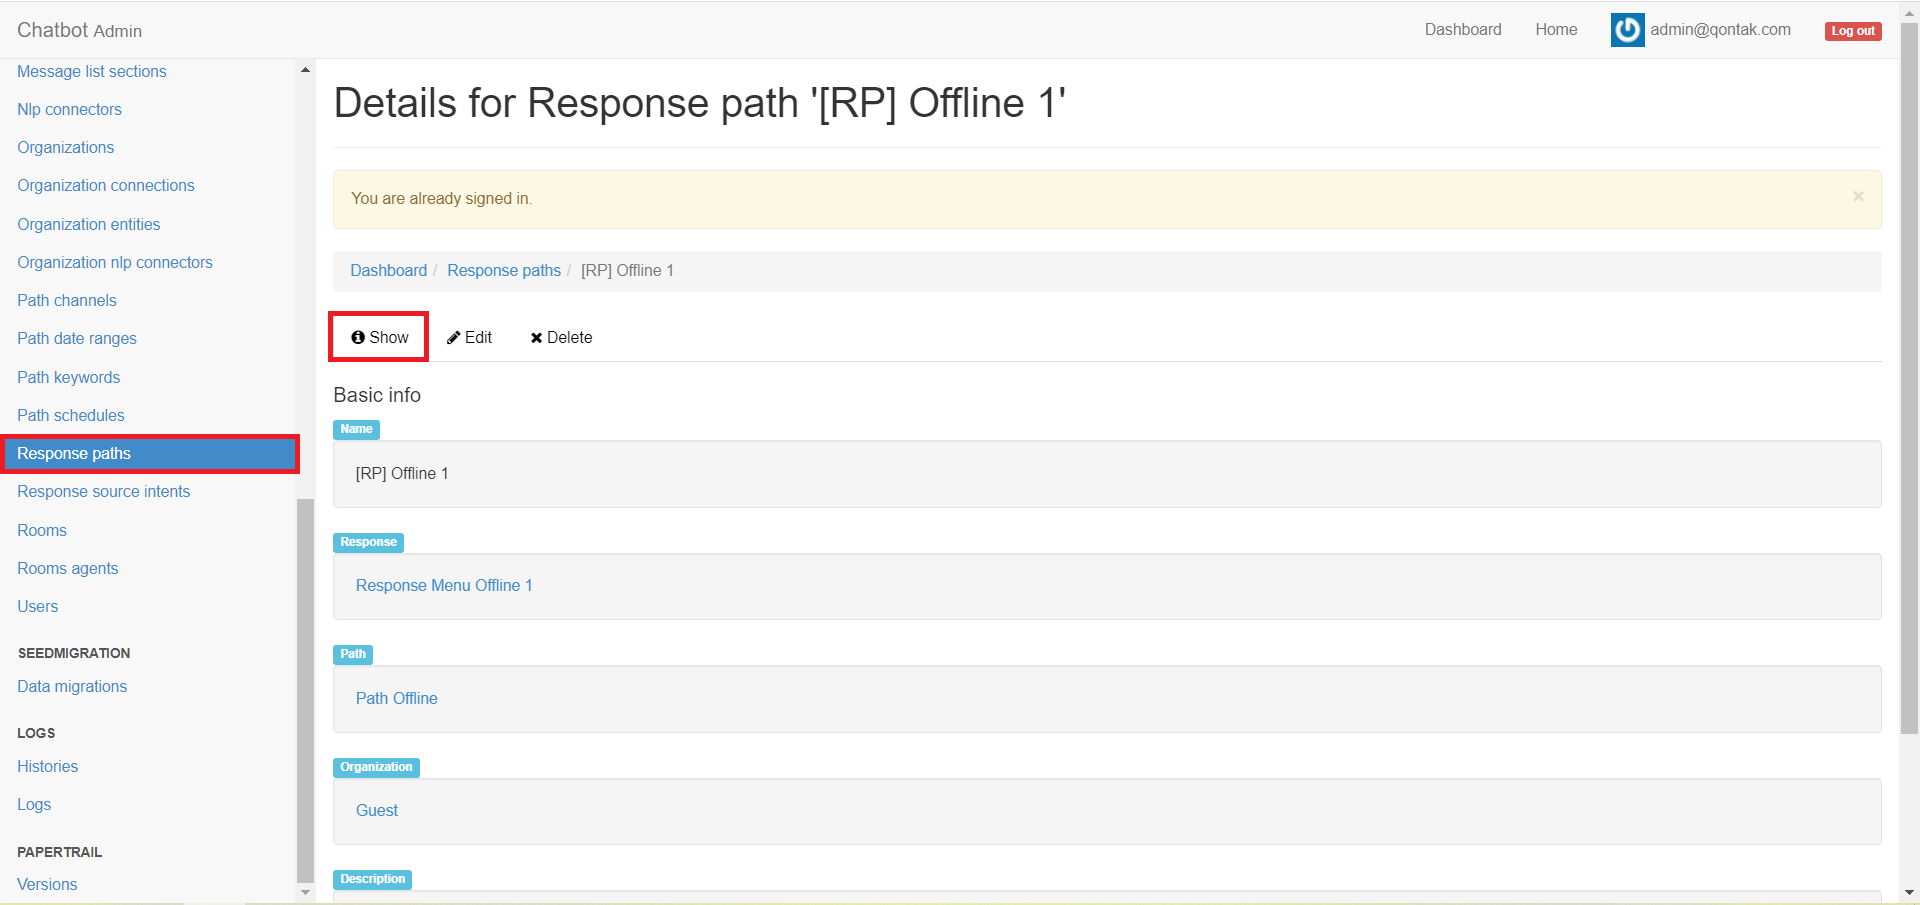 Chatbot Admin
Dashboard
Home
admin@qontak.com
Log out
Message list sections
Nlp connectors
Organizations
Organization connections
Organization entities
Organization nlp connectors
Path channels
Path date ranges
Path keywords
Path schedules
Response paths
Response source intents
Rooms
Rooms agents
Users
SEEDMIGRATION
Data migrations
LOGS
Histories
Logs
PAPERTRAIL
Versions
Details for Response path '[RP] Offline 1'
You are already signed in.
×
Dashboard / Response paths / [RP] Offline 1
Show
Edit
Delete
Basic info
Name
[RP] Offline 1
Response
Response Menu Offline 1
Path
Path Offline
Organization
Guest
Description